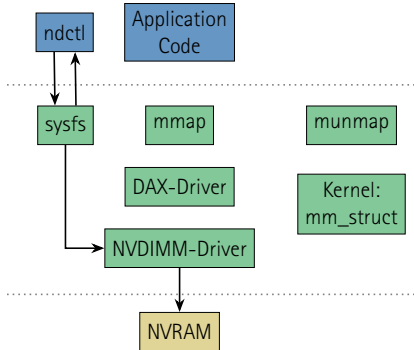 ndctl
Application
Code
sysfs
mmap
munmap
DAX-Driver
Kernel:
mm_struct
NVDIMM-Driver
NVRAM